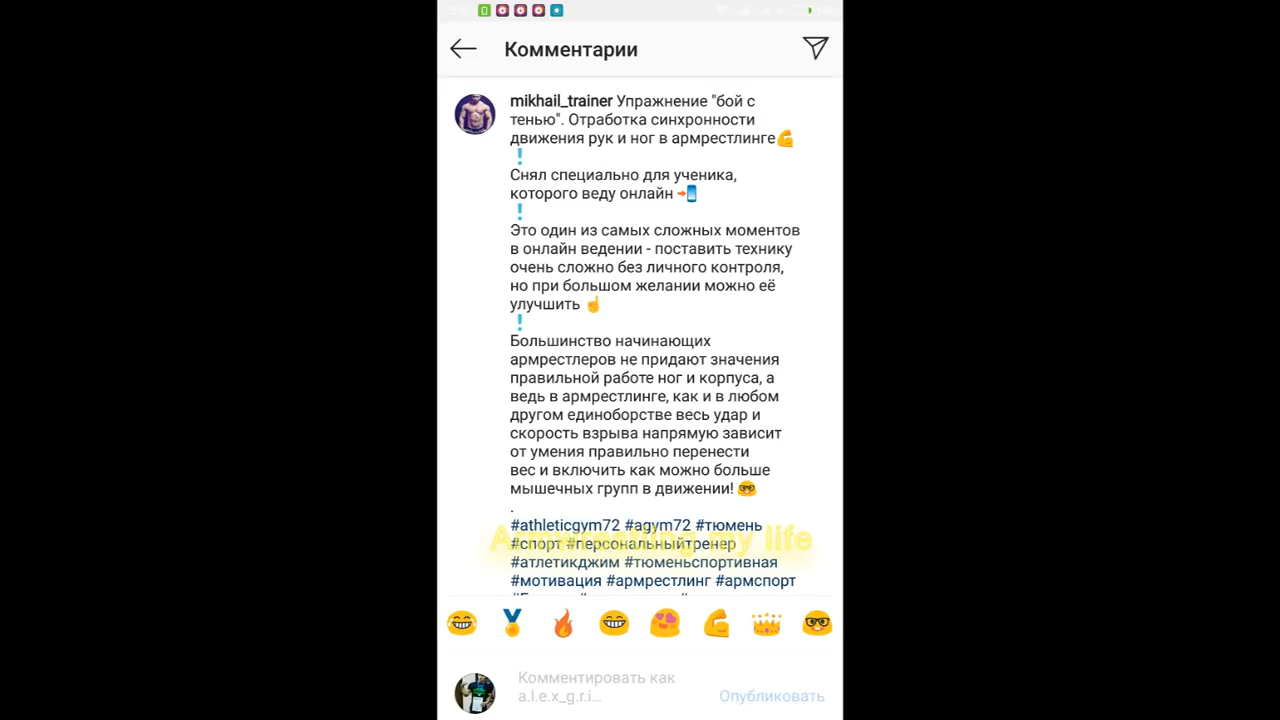 Комментарии
mikhail_trainer Упражнение "бой с
тенью". Отработка синхронности
движения рук и ног в армрестлинге💪
❗
Снял специально для ученика,
которого веду онлайн 📲
❗
Это один из самых сложных моментов
в онлайн ведении - поставить технику
очень сложно без личного контроля,
но при большом желании можно её
улучшить ☝
❗
Большинство начинающих
армрестлеров не придают значения
правильной работе ног и корпуса, а
ведь в армрестлинге, как и в любом
другом единоборстве весь удар и
скорость взрыва напрямую зависит
от умения правильно перенести
вес и включить как можно больше
мышечных групп в движении! 🤓
.
#athleticgym72 #agym72 #тюмень
Armwrestling my life
#спорт #персональныйтренер
#атлетикджим #тюменьспортивная
#мотивация #армрестлинг #армспорт
Комментировать как
a.l.e.x_g.r.i...
Опубликовать